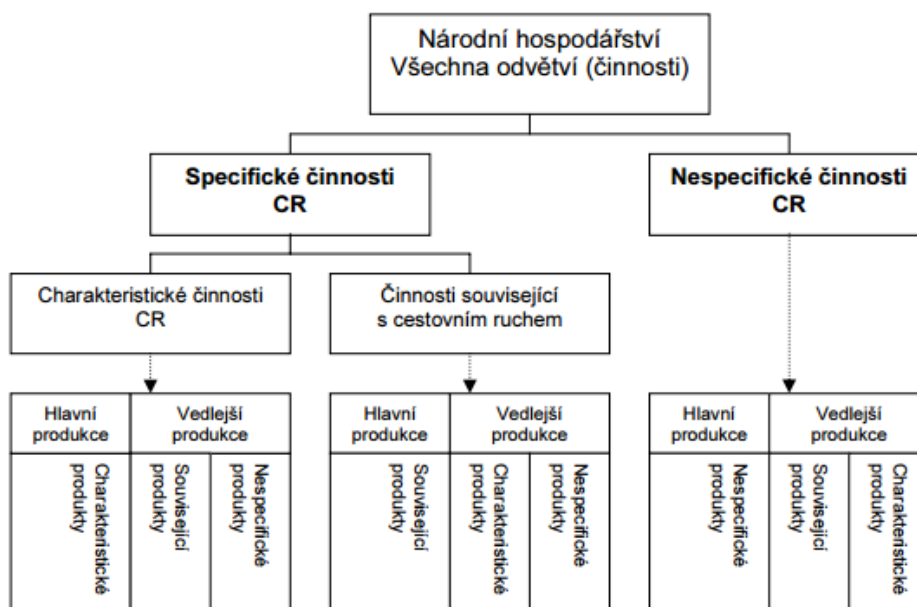 Národní hospodářství
Všechna odvětví (činnosti)
Specifické činnosti
CR
Nespecifické činnosti
CR
Charakteristické činnosti
CR
Činnosti související
s cestovním ruchem
Hlavní
produkce
Vedlejší
produkce
Hlavní
produkce
Vedlejší
produkce
Hlavní
produkce
Vedlejší
produkce
Charakteristické
produkty
Související
produkty
Nespecifické
produkty
Související
produkty
Charakteristické
produkty
Nespecififické
produkty
Nespecifické
produkty
Související
produkty
Charakteristické
produkty